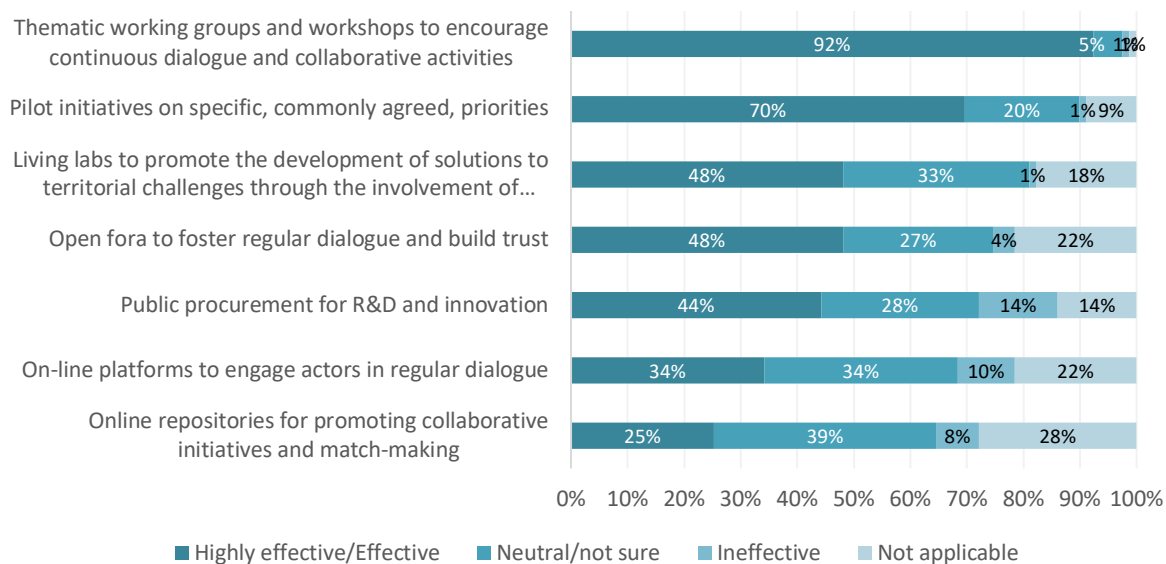 Thematic working groups and workshops to encourage
continuous dialogue and collaborative activities
92%
5%
1%
1%
Pilot initiatives on specific, commonly agreed, priorities
70%
20%
1%
9%
Living labs to promote the development of solutions to
territorial challenges through the involvement of...
48%
33%
1%
18%
Open fora to foster regular dialogue and build trust
48%
27%
4%
22%
Public procurement for R&D and innovation
44%
28%
14%
14%
On-line platforms to engage actors in regular dialogue
34%
34%
10%
22%
Online repositories for promoting collaborative
initiatives and match-making
25%
39%
8%
28%
0% 10% 20% 30% 40% 50% 60% 70% 80% 90% 100%
Highly effective/Effective Neutral/not sure Ineffective Not applicable